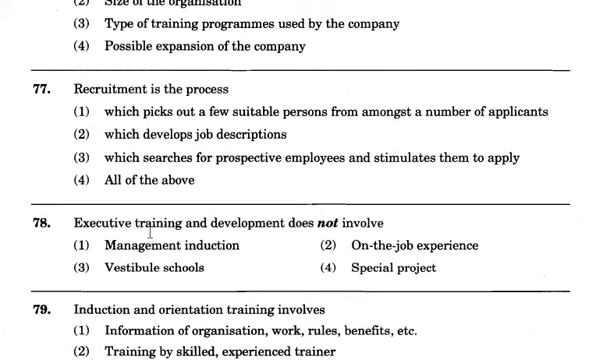 (2) Size of the organisation
(3) Type of training programmes used by the company
(4) Possible expansion of the company
77. Recruitment is the process
(1) which picks out a few suitable persons from amongst a number of applicants
(2) which develops job descriptions
(3) which searches for prospective employees and stimulates them to apply
(4) All of the above
78. Executive training and development does not involve
(1) Management induction (2) On-the-job experience
(3) Vestibule schools (4) Special project
79. Induction and orientation training involves
(1) Information of organisation, work, rules, benefits, etc.
(2) Training by skilled, experienced trainer